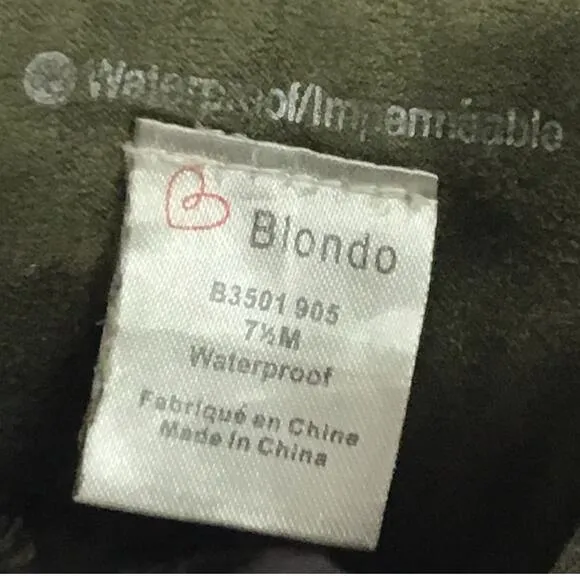 Waterproof/Imperméable
Blondo
B3501 905
7½M
Waterproof
Fabriqué en Chine
Made In China